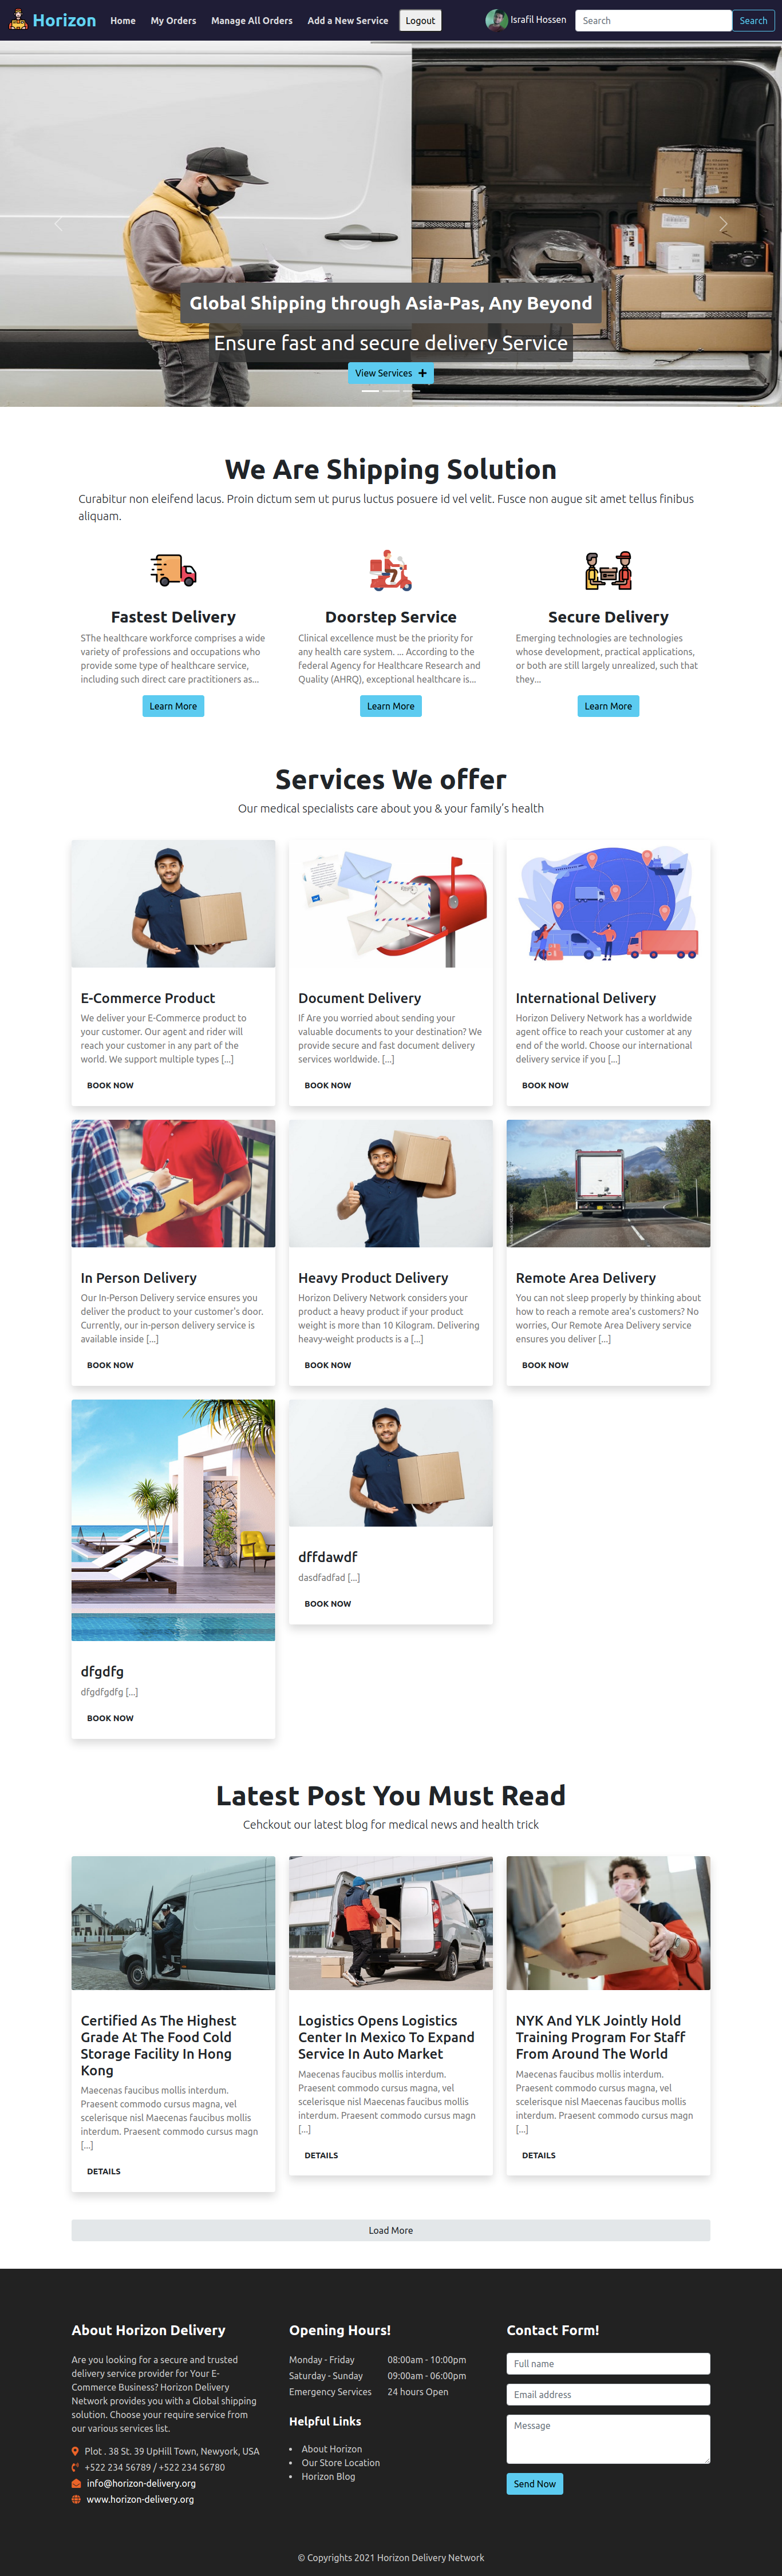 Horizon Home My Orders Manage All Orders Add a New Service Logout Israfil Hossen Search Search
Global Shipping through Asia-Pas, Any Beyond
Ensure fast and secure delivery Service
View Services +
We Are Shipping Solution
Curabitur non eleifend lacus. Proin dictum sem ut purus luctus posuere id vel velit. Fusce non augue sit amet tellus finibus
aliquam.
Fastest Delivery
SThe healthcare workforce comprises a wide
variety of professions and occupations who
provide some type of healthcare service,
including such direct care practitioners as...
Learn More
Doorstep Service
Clinical excellence must be the priority for
any health care system. ... According to the
federal Agency for Healthcare Research and
Quality (AHRQ), exceptional healthcare is...
Learn More
Secure Delivery
Emerging technologies are technologies
whose development, practical applications,
or both are still largely unrealized, such that
they...
Learn More
Services We offer
Our medical specialists care about you & your family's health
E-Commerce Product
We deliver your E-Commerce product to
your customer. Our agent and rider will
reach your customer in any part of the
world. We support multiple types [...]
BOOK NOW
Document Delivery
If Are you worried about sending your
valuable documents to your destination? We
provide secure and fast document delivery
services worldwide. [...]
BOOK NOW
International Delivery
Horizon Delivery Network has a worldwide
agent office to reach your customer at any
end of the world. Choose our international
delivery service if you [...]
BOOK NOW
In Person Delivery
Our In-Person Delivery service ensures you
deliver the product to your customer's door.
Currently, our in-person delivery service is
available inside [...]
BOOK NOW
Heavy Product Delivery
Horizon Delivery Network considers your
product a heavy product if your product
weight is more than 10 Kilogram. Delivering
heavy-weight products is a [...]
BOOK NOW
Remote Area Delivery
You can not sleep properly by thinking about
how to reach a remote area's customers? No
worries, Our Remote Area Delivery service
ensures you deliver [...]
BOOK NOW
dfgdfg
dfgdfgdfg [...]
BOOK NOW
dffdawdf
dasdfadfad [...]
BOOK NOW
Latest Post You Must Read
Cehckout our latest blog for medical news and health trick
Certified As The Highest
Grade At The Food Cold
Storage Facility In Hong
Kong
Maecenas faucibus mollis interdum.
Praesent commodo cursus magna, vel
scelerisque nisl Maecenas faucibus mollis
interdum. Praesent commodo cursus magn
[...]
DETAILS
Logistics Opens Logistics
Center In Mexico To Expand
Service In Auto Market
Maecenas faucibus mollis interdum.
Praesent commodo cursus magna, vel
scelerisque nisl Maecenas faucibus mollis
interdum. Praesent commodo cursus magn
[...]
DETAILS
NYK And YLK Jointly Hold
Training Program For Staff
From Around The World
Maecenas faucibus mollis interdum.
Praesent commodo cursus magna, vel
scelerisque nisl Maecenas faucibus mollis
interdum. Praesent commodo cursus magn
[...]
DETAILS
Load More
About Horizon Delivery
Are you looking for a secure and trusted
delivery service provider for Your E-
Commerce Business? Horizon Delivery
Network provides you with a Global shipping
solution. Choose your require service from
our various services list.
Plot . 38 St. 39 UpHill Town, Newyork, USA
+522 234 56789 / +522 234 56780
info@horizon-delivery.org
www.horizon-delivery.org
Opening Hours!
Monday - Friday 08:00am - 10:00pm
Saturday - Sunday 09:00am - 06:00pm
Emergency Services 24 hours Open
Helpful Links
• About Horizon
• Our Store Location
• Horizon Blog
Contact Form!
Full name
Email address
Message
Send Now
© Copyrights 2021 Horizon Delivery Network